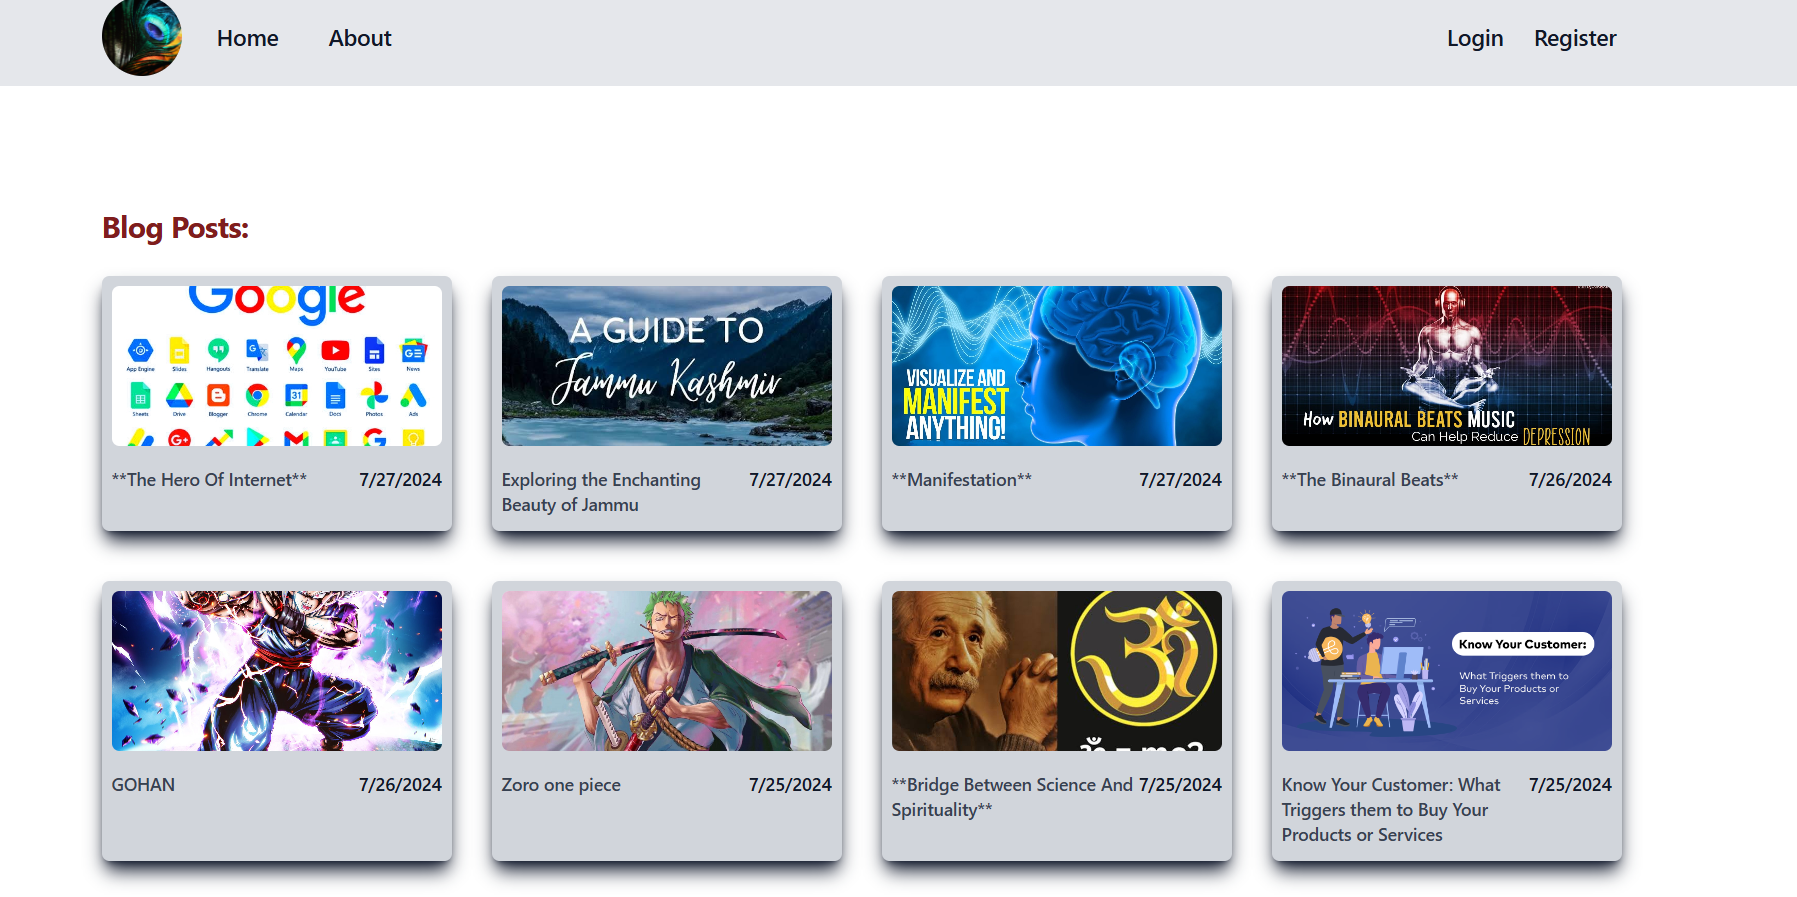 Home About Login Register
Blog Posts:
Google
App Engine Slides Hangouts Translate Maps YouTube Sites News
Sheets Drive Blogger Chrome Calendar Docs Photos Ads
**The Hero Of Internet** 7/27/2024
A GUIDE TO
Jammu Kashmir
Exploring the Enchanting 7/27/2024
Beauty of Jammu
VISUALIZE AND
MANIFEST
ANYTHING!
**Manifestation** 7/27/2024
How BINAURAL BEATS MUSIC
Can Help Reduce DEPRESSION
**The Binaural Beats** 7/26/2024
GOHAN 7/26/2024
Zoro one piece 7/25/2024
ॐ
**Bridge Between Science And 7/25/2024
Spirituality**
Know Your Customer:
What Triggers them to
Buy Your Products or
Services
Know Your Customer: What 7/25/2024
Triggers them to Buy Your
Products or Services